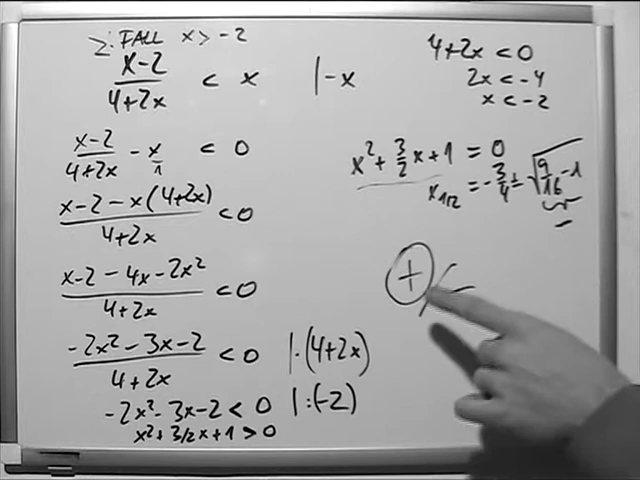 2. FALL x > -2
x-2/4+2x < x |-x
x-2/4+2x - x/1 < 0
x-2-x(4+2x)/4+2x < 0
x-2-4x-2x²/4+2x < 0
-2x²-3x-2/4+2x < 0 |·(4+2x)
-2x²-3x-2 < 0 |:(-2)
x²+3/2x+1 > 0
4+2x < 0
2x < -4
x < -2
x²+3/2x+1 = 0
x1/2 = -3/4 ± √9/16-1
-
+/-